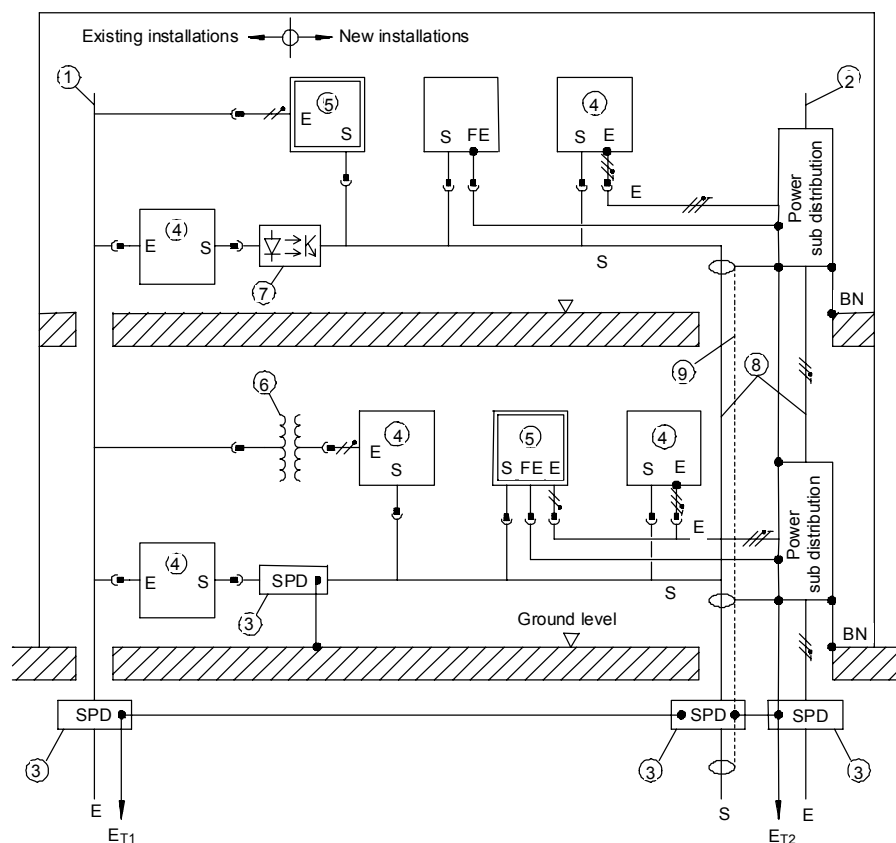 Existing installations
New installations
1
5
E
S
S FE
4
S E
2
E
Power
sub distribution
4
E S
7
S
BN
9
8
6
4
E
S
5
S FE E
4
S E
E
Power
sub distribution
4
E S
SPD
3
S
Ground level
BN
SPD
SPD
SPD
3
3
3
E
S
E
ET1
ET2